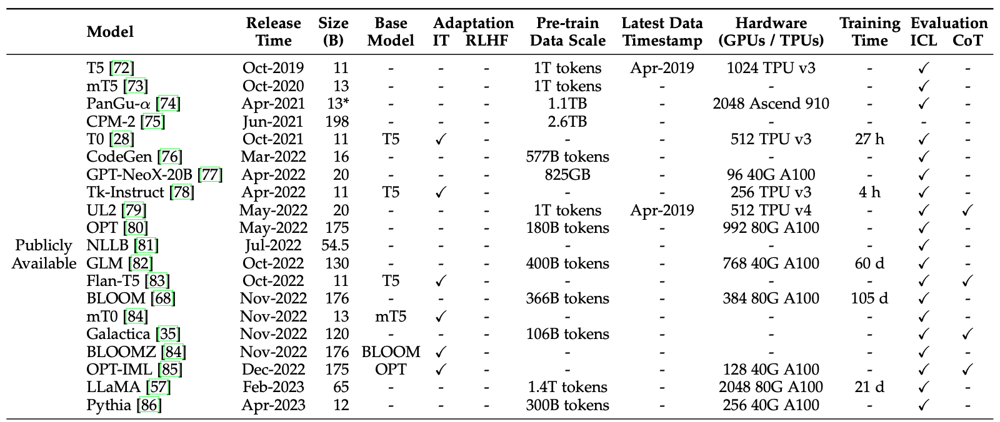 Model Release Time Size (B) Base Model Adaptation IT RLHF Pre-train Data Scale Latest Data Timestamp Hardware (GPUs / TPUs) Training Time Evaluation ICL CoT
T5 [72] Oct-2019 11 - - - 1T tokens Apr-2019 1024 TPU v3 - ✓ -
mT5 [73] Oct-2020 13 - - - 1T tokens - - - ✓ -
PanGu-α [74] Apr-2021 13* - - - 1.1TB - 2048 Ascend 910 - ✓ -
CPM-2 [75] Jun-2021 198 - - - 2.6TB - - - - -
T0 [28] Oct-2021 11 T5 ✓ - - - 512 TPU v3 27 h ✓ -
CodeGen [76] Mar-2022 16 - - - 577B tokens - - - ✓ -
GPT-NeoX-20B [77] Apr-2022 20 - - - 825GB - 96 40G A100 - ✓ -
Tk-Instruct [78] Apr-2022 11 T5 ✓ - - - 256 TPU v3 4 h ✓ -
UL2 [79] May-2022 20 - - - 1T tokens Apr-2019 512 TPU v4 - ✓ ✓
OPT [80] May-2022 175 - - - 180B tokens - 992 80G A100 - ✓ -
Publicly NLLB [81] Jul-2022 54.5 - - - - - - - ✓ -
Available GLM [82] Oct-2022 130 - - - 400B tokens - 768 40G A100 60 d ✓ -
Flan-T5 [83] Oct-2022 11 T5 ✓ - - - - - ✓ ✓
BLOOM [68] Nov-2022 176 - - - 366B tokens - 384 80G A100 105 d ✓ -
mT0 [84] Nov-2022 13 mT5 ✓ - - - - - ✓ -
Galactica [35] Nov-2022 120 - - - 106B tokens - - - ✓ ✓
BLOOMZ [84] Nov-2022 176 BLOOM ✓ - - - - - ✓ -
OPT-IML [85] Dec-2022 175 OPT ✓ - - - 128 40G A100 - ✓ ✓
LLaMA [57] Feb-2023 65 - - - 1.4T tokens - 2048 80G A100 21 d ✓ -
Pythia [86] Apr-2023 12 - - - 300B tokens - 256 40G A100 - ✓ -